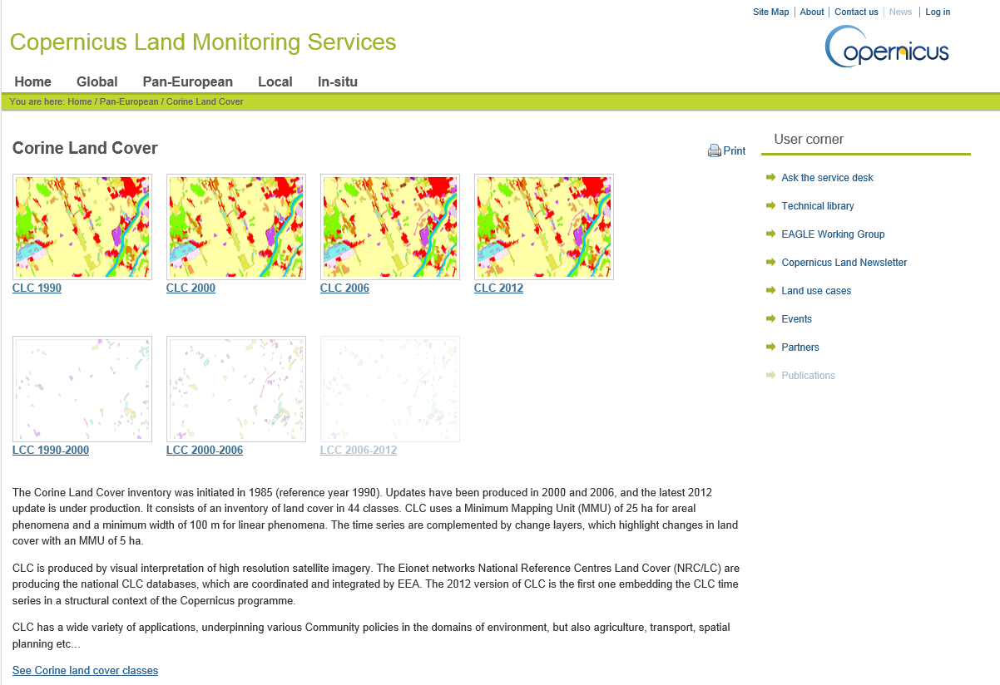 Site Map | About | Contact us | News | Log in
Copernicus Land Monitoring Services
opernicus
Home Global Pan-European Local In-situ
You are here: Home / Pan-European / Corine Land Cover
Corine Land Cover
Print
User corner
Ask the service desk
Technical library
EAGLE Working Group
Copernicus Land Newsletter
Land use cases
Events
Partners
Publications
CLC 1990 CLC 2000 CLC 2006 CLC 2012
LCC 1990-2000 LCC 2000-2006 LCC 2006-2012
The Corine Land Cover inventory was initiated in 1985 (reference year 1990). Updates have been produced in 2000 and 2006, and the latest 2012
update is under production. It consists of an inventory of land cover in 44 classes. CLC uses a Minimum Mapping Unit (MMU) of 25 ha for areal
phenomena and a minimum width of 100 m for linear phenomena. The time series are complemented by change layers, which highlight changes in land
cover with an MMU of 5 ha.
CLC is produced by visual interpretation of high resolution satellite imagery. The Eionet networks National Reference Centres Land Cover (NRC/LC) are
producing the national CLC databases, which are coordinated and integrated by EEA. The 2012 version of CLC is the first one embedding the CLC time
series in a structural context of the Copernicus programme.
CLC has a wide variety of applications, underpinning various Community policies in the domains of environment, but also agriculture, transport, spatial
planning etc...
See Corine land cover classes